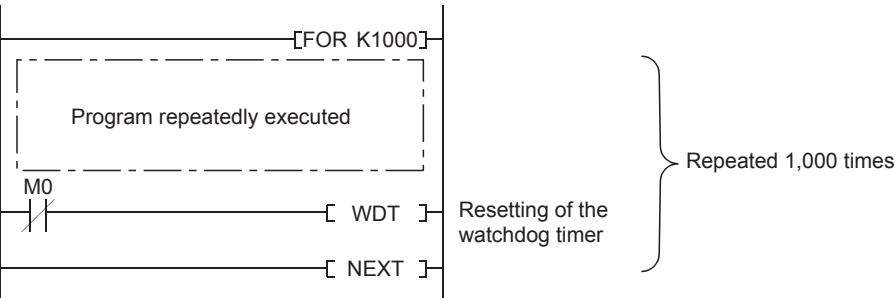 FOR K1000
Program repeatedly executed
Repeated 1,000 times
M0
WDT
Resetting of the
watchdog timer
NEXT